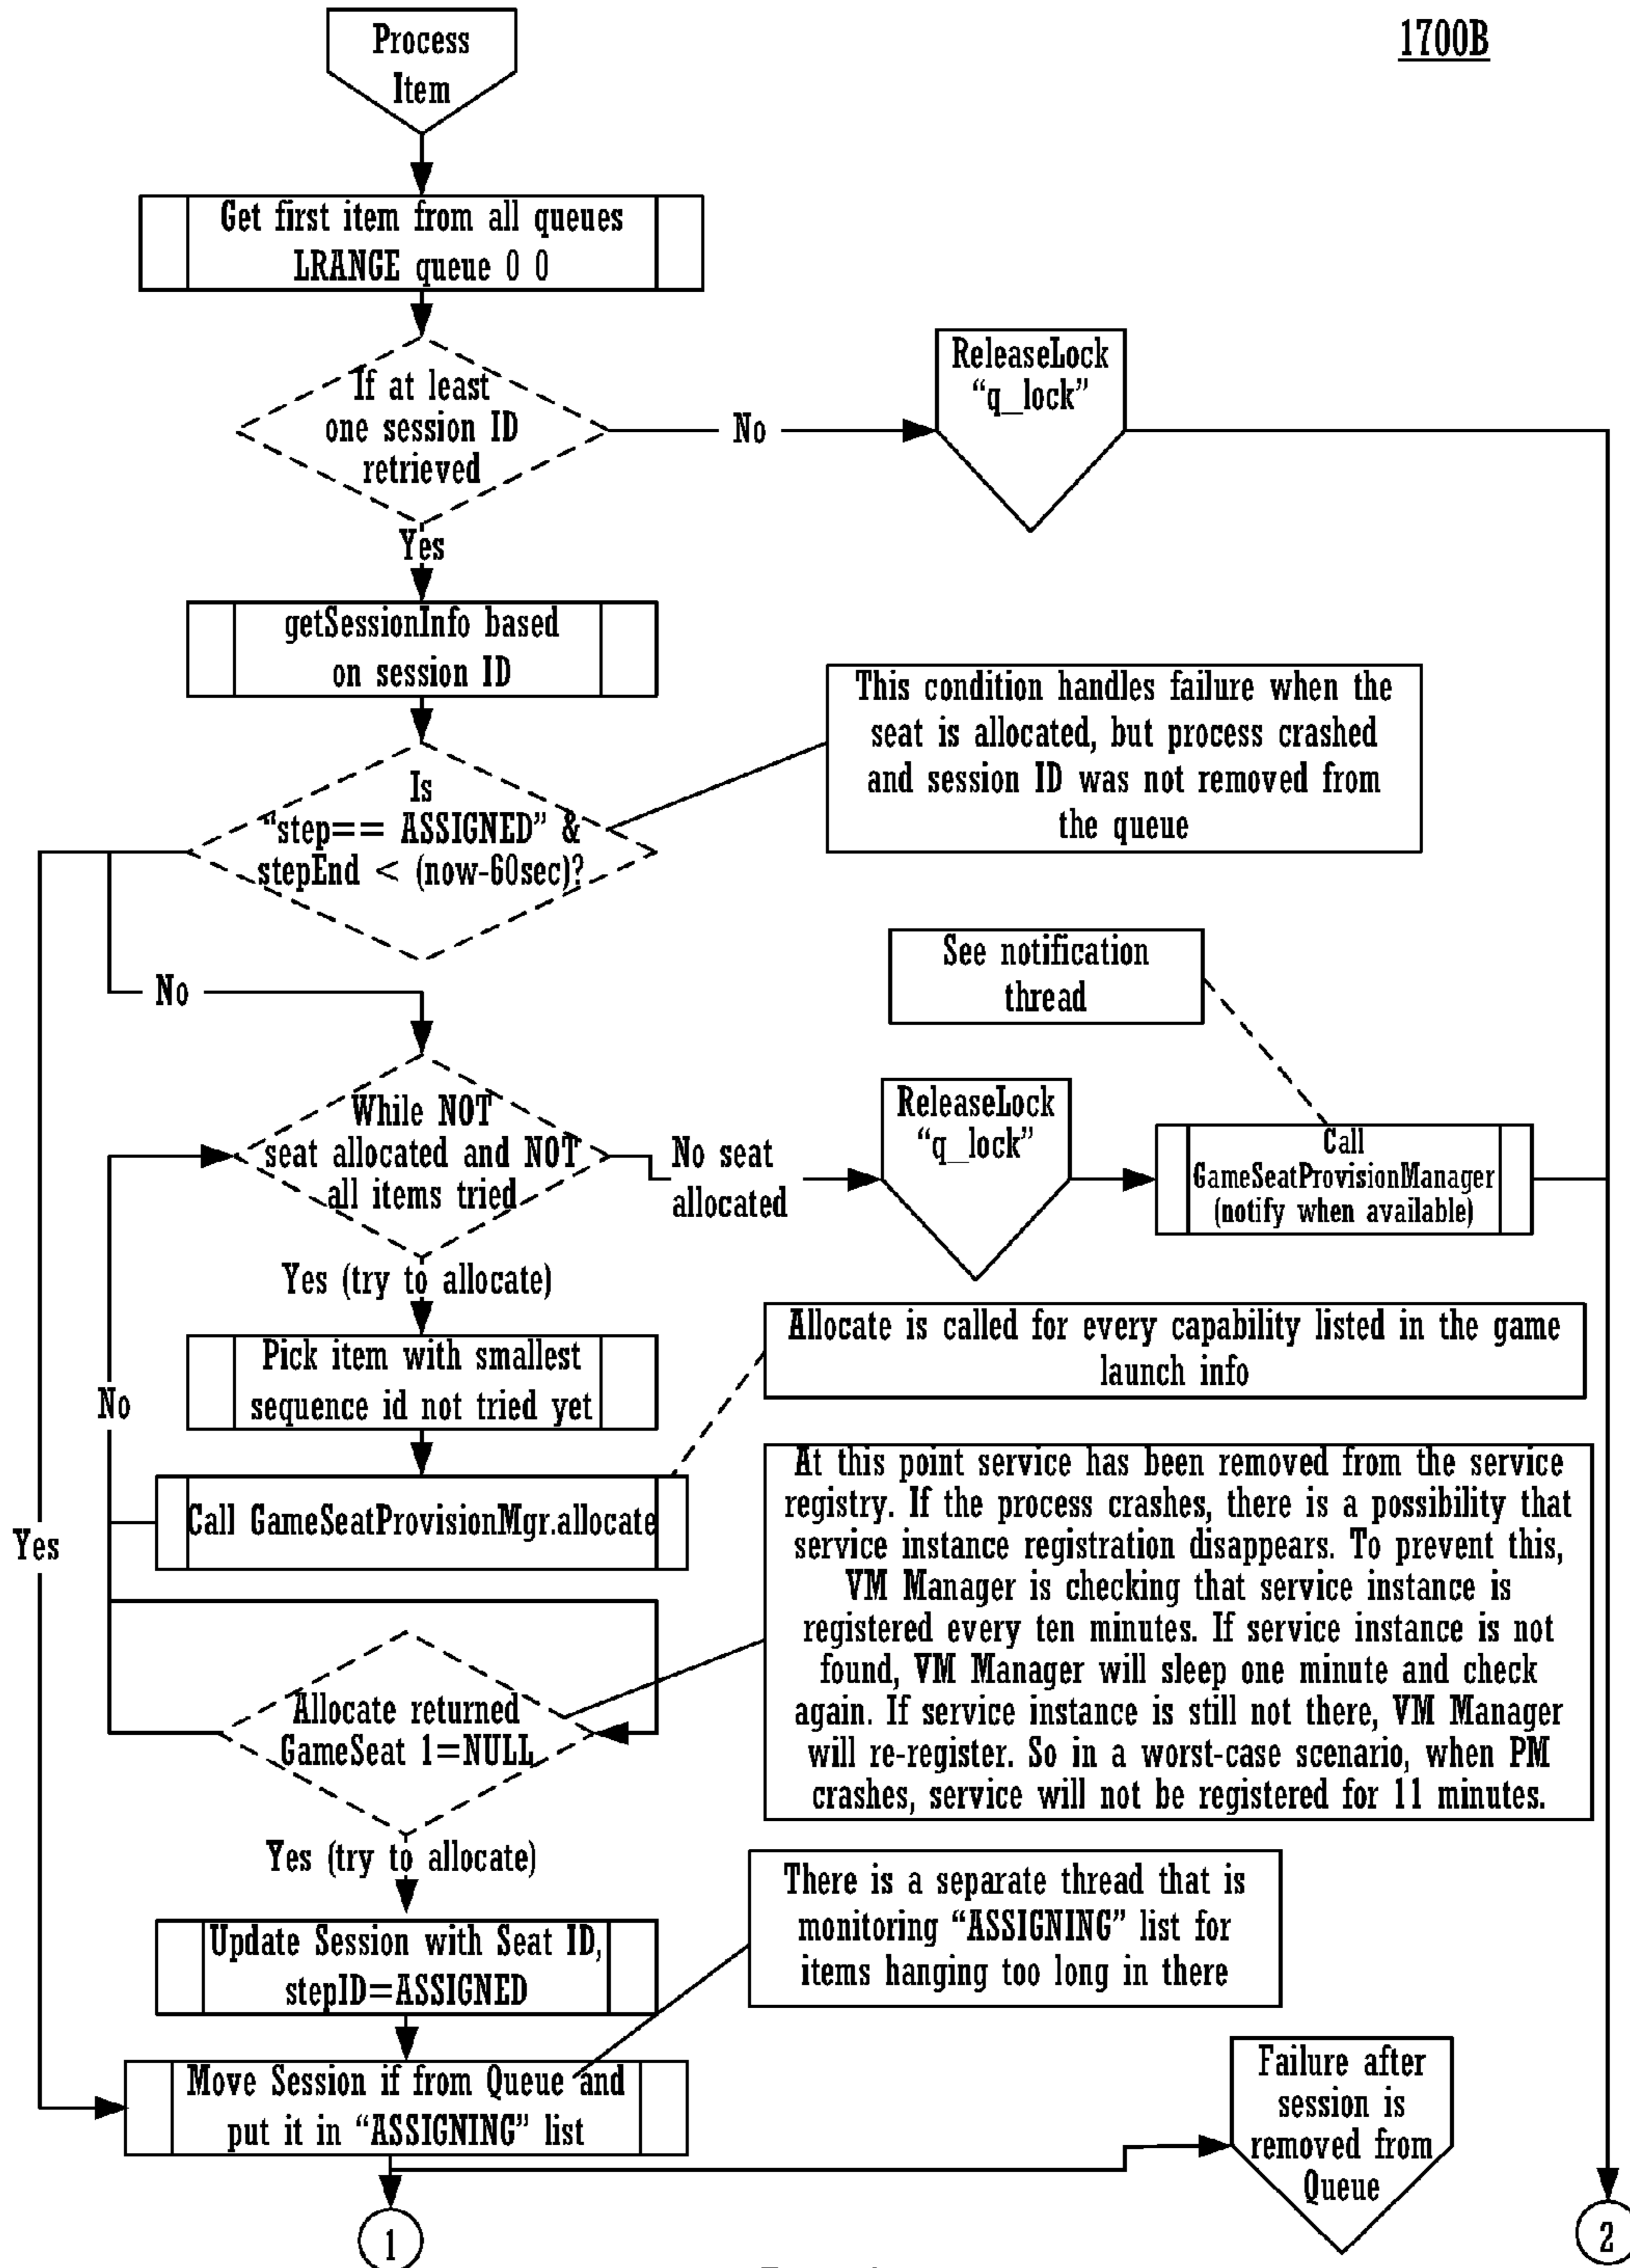 1700B
Process
Item
Get first item from all queues
LRANGE queue 0 0
If at least
one session ID
retrieved
No
ReleaseLock
“q_lock”
Yes
getSessionInfo based
on session ID
This condition handles failure when the
seat is allocated, but process crashed
and session ID was not removed from
the queue
Is
“step== ASSIGNED” &
stepEnd < (now-60sec)?
No
See notification
thread
While NOT
seat allocated and NOT
all items tried
No seat
allocated
ReleaseLock
“q_lock”
Call
GameSeatProvisionManager
(notify when available)
Yes (try to allocate)
Pick item with smallest
sequence id not tried yet
Allocate is called for every capability listed in the game
launch info
No
Call GameSeatProvisionMgr.allocate
Yes
At this point service has been removed from the service
registry. If the process crashes, there is a possibility that
service instance registration disappears. To prevent this,
VM Manager is checking that service instance is
registered every ten minutes. If service instance is not
found, VM Manager will sleep one minute and check
again. If service instance is still not there, VM Manager
will re-register. So in a worst-case scenario, when PM
crashes, service will not be registered for 11 minutes.
Allocate returned
GameSeat 1=NULL
Yes (try to allocate)
Update Session with Seat ID,
stepID=ASSIGNED
There is a separate thread that is
monitoring “ASSIGNING” list for
items hanging too long in there
Move Session if from Queue and
put it in “ASSIGNING” list
Failure after
session is
removed from
Queue
1
2